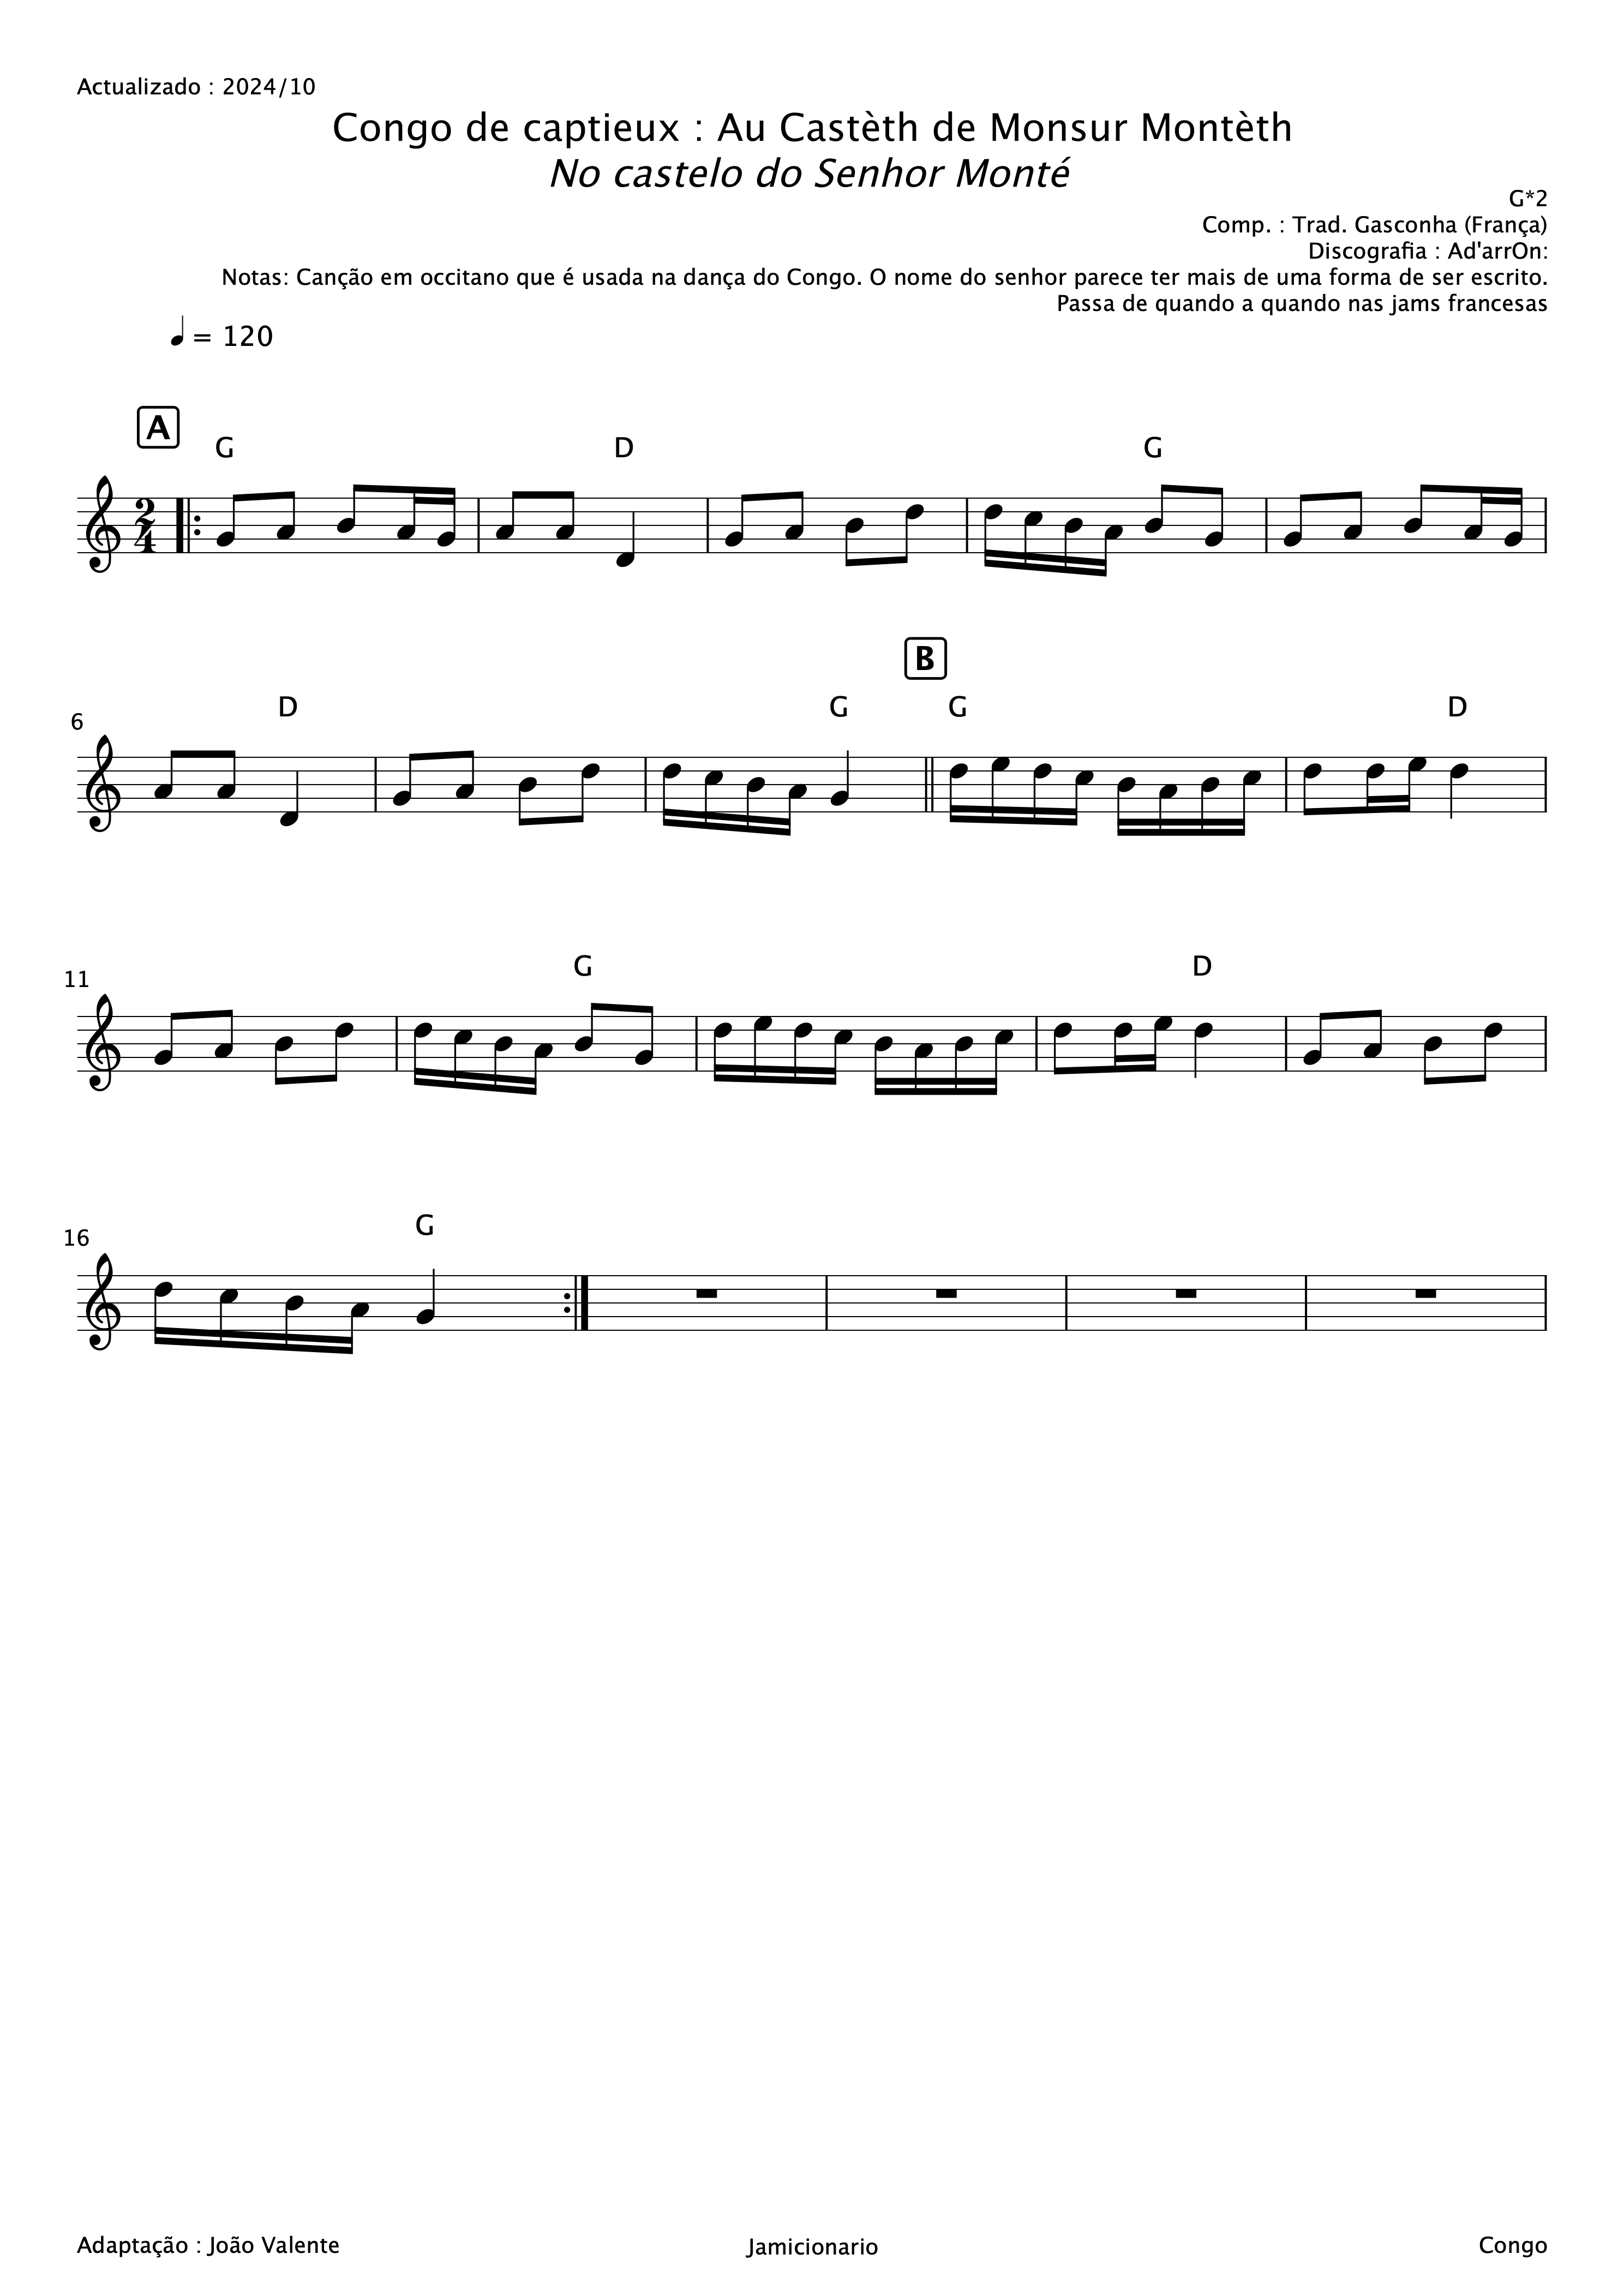 Actualizado : 2024/10
Congo de captieux : Au Castèth de Monsur Montèth
No castelo do Senhor Monté
G*2
Comp. : Trad. Gasconha (França)
Discografia : Ad'arrOn:
Notas: Canção em occitano que é usada na dança do Congo. O nome do senhor parece ter mais de uma forma de ser escrito.
Passa de quando a quando nas jams francesas
= 120
A
G D G
2
4
B
6 D G G D
11 G D
16 G
Adaptação : João Valente Jamicionario Congo